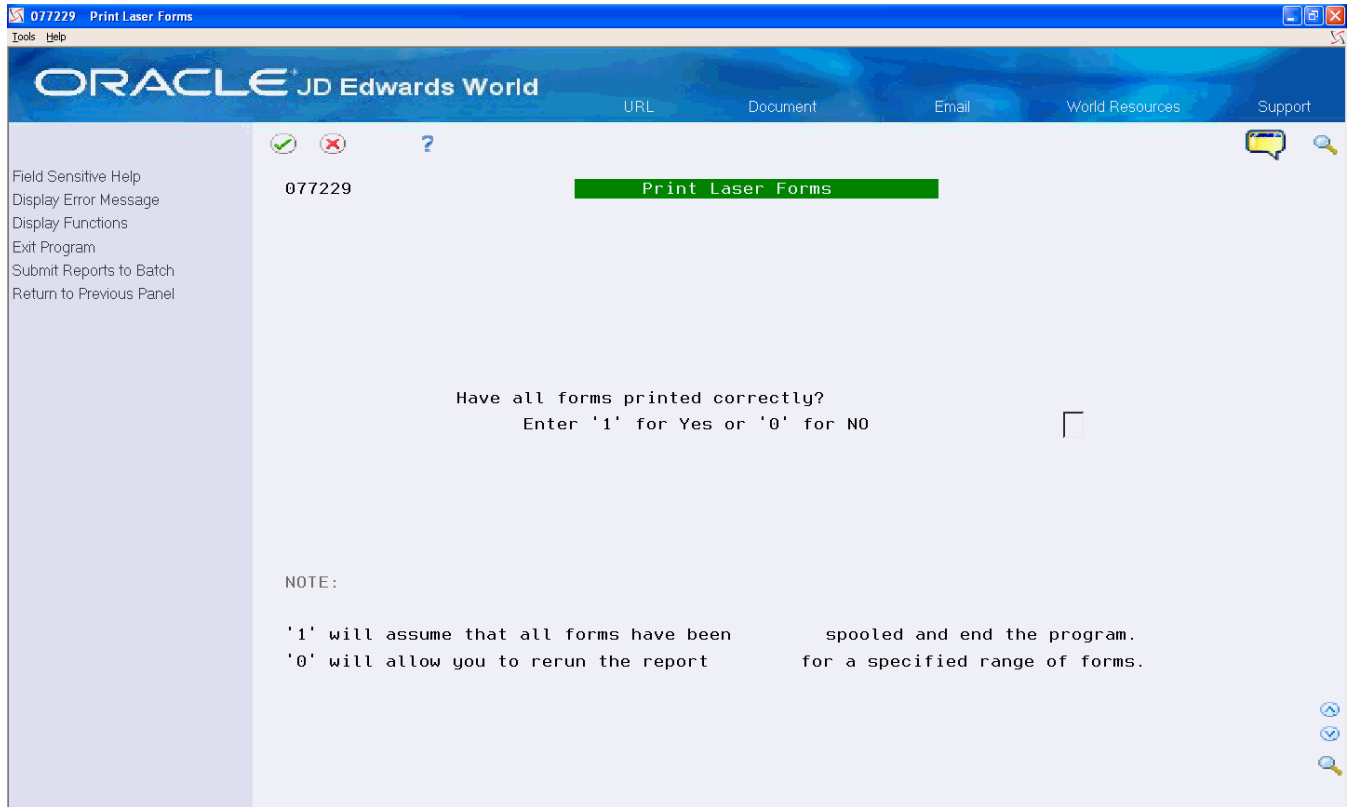 077229 Print Laser Forms
Tools Help
ORACLE JD Edwards World
URL Document Email World Resources Support
?
Field Sensitive Help
Display Error Message
Display Functions
Exit Program
Submit Reports to Batch
Return to Previous Panel
077229 Print Laser Forms
Have all forms printed correctly?
Enter '1' for Yes or '0' for NO
NOTE:
'1' will assume that all forms have been spooled and end the program.
'0' will allow you to rerun the report for a specified range of forms.